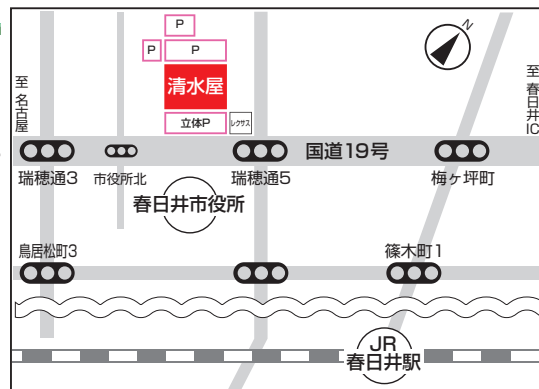 P
P
P
N
清水屋
立体P
レクサス
至 名古屋
至 春日井IC
国道19号
瑞穂通3
市役所北
瑞穂通5
梅ヶ坪町
春日井市役所
鳥居松町3
篠木町1
JR
春日井駅